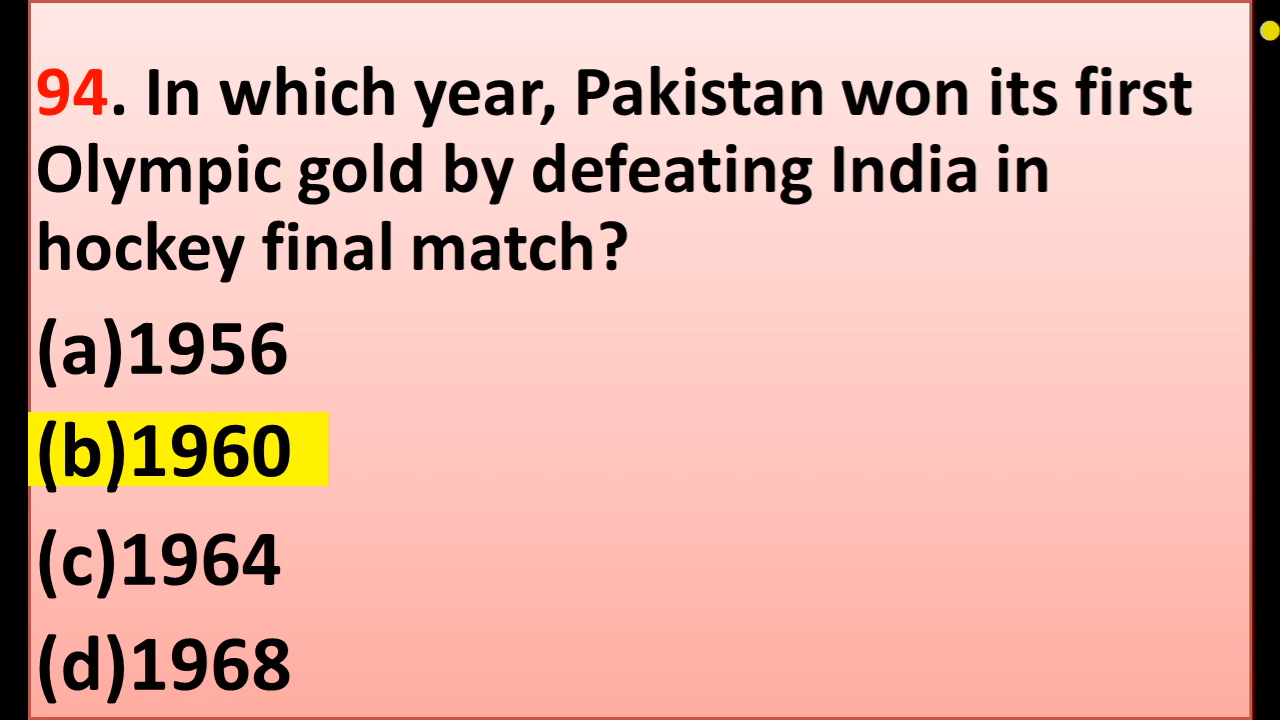 94. In which year, Pakistan won its first
Olympic gold by defeating India in
hockey final match?
(a)1956
(b)1960
(c)1964
(d)1968